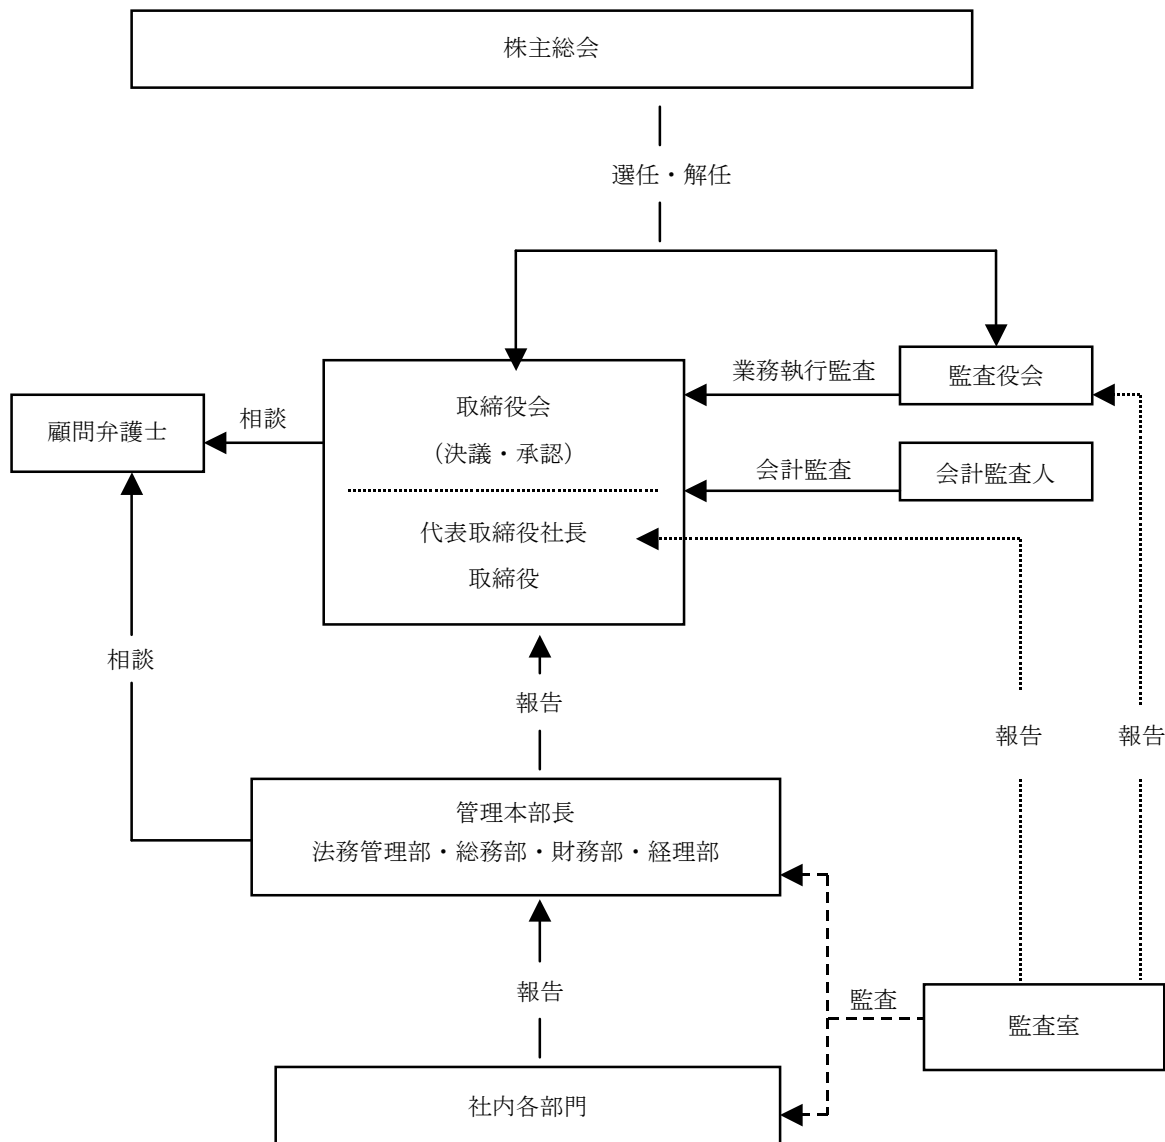 株主総会
選任・解任
業務執行監査
監査役会
取締役会
(決議・承認)
相談
顧問弁護士
会計監査
会計監査人
代表取締役社長
取締役
相談
報告
報告
報告
管理本部長
法務管理部・総務部・財務部・経理部
報告
監査
監査室
社内各部門